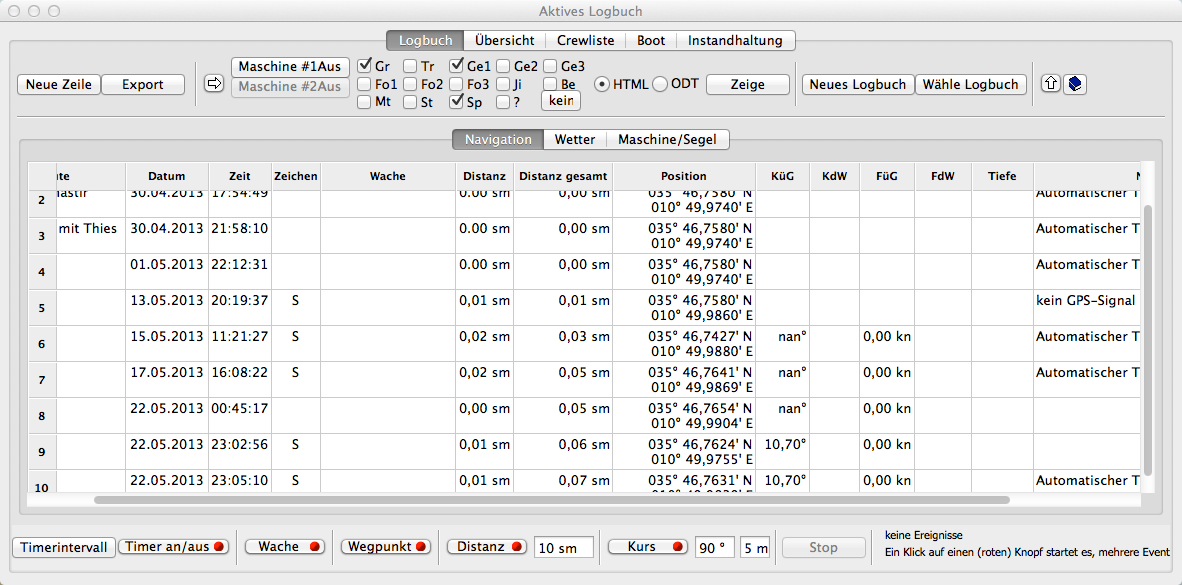 Aktives Logbuch
Logbuch Übersicht Crewliste Boot Instandhaltung
Neue Zeile Export
Maschine #1Aus
Maschine #2Aus
Gr Tr Ge1 Ge2 Ge3
Fo1 Fo2 Fo3 Ji Be
Mt St Sp ? kein
HTML ODT Zeige Neues Logbuch Wähle Logbuch
Navigation Wetter Maschine/Segel
Datum Zeit Zeichen Wache Distanz Distanz gesamt Position KüG KdW FüG FdW Tiefe
2 30.04.2013 17:54:49 0.00 sm 0,00 sm 035° 46,7580' N Automatischer T
010° 49,9740' E
3 mit Thies 30.04.2013 21:58:10 0.00 sm 0,00 sm 035° 46,7580' N Automatischer T
010° 49,9740' E
4 01.05.2013 22:12:31 0.00 sm 0,00 sm 035° 46,7580' N Automatischer T
010° 49,9740' E
5 13.05.2013 20:19:37 S 0,01 sm 0,01 sm 035° 46,7580' N kein GPS-Signal
010° 49,9860' E
6 15.05.2013 11:21:27 S 0,02 sm 0,03 sm 035° 46,7427' N nan° 0,00 kn Automatischer T
010° 49,9880' E
7 17.05.2013 16:08:22 S 0,02 sm 0,05 sm 035° 46,7641' N nan° 0,00 kn Automatischer T
010° 49,9869' E
8 22.05.2013 00:45:17 0,00 sm 0,05 sm 035° 46,7654' N nan° 0,00 kn
010° 49,9904' E
9 22.05.2013 23:02:56 S 0,01 sm 0,06 sm 035° 46,7624' N 10,70° 0,00 kn
010° 49,9755' E
10 22.05.2013 23:05:10 S 0,01 sm 0,07 sm 035° 46,7631' N 10,70° 0,00 kn Automatischer T
Timerintervall Timer an/aus Wache Wegpunkt Distanz 10 sm Kurs 90 ° 5 m Stop
keine Ereignisse
Ein Klick auf einen (roten) Knopf startet es, mehrere Event